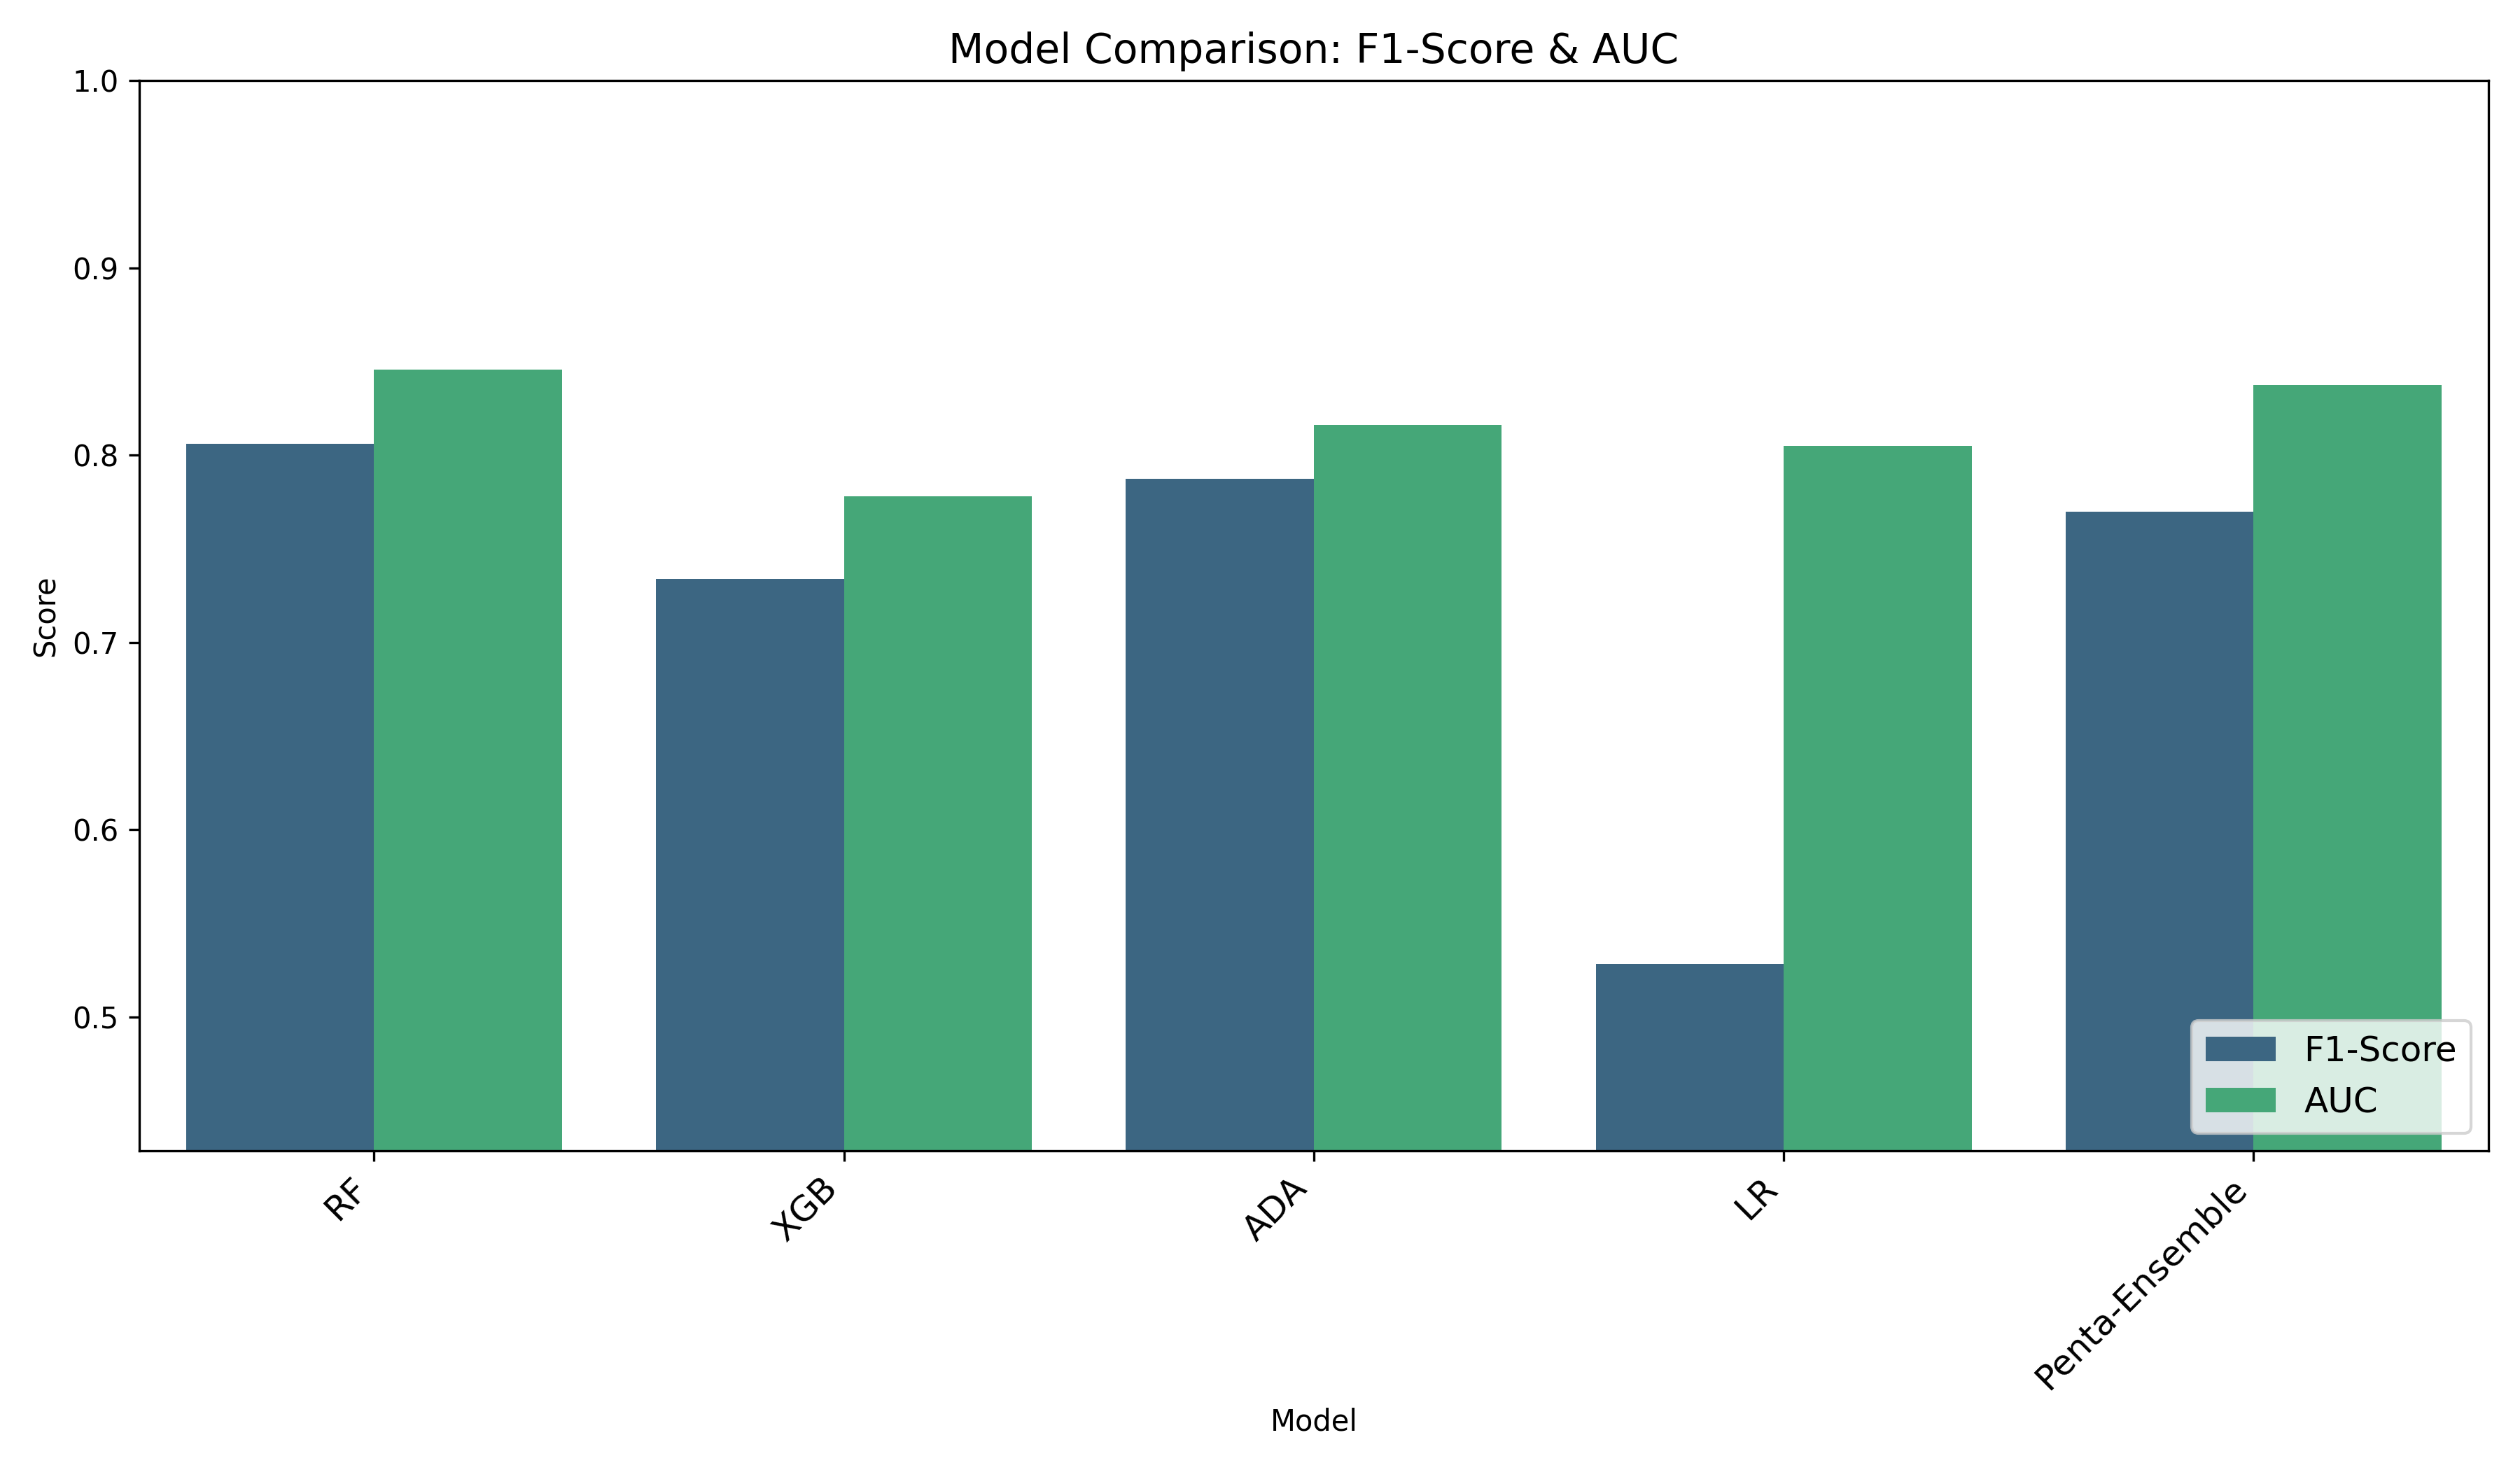 Model Comparison: F1-Score & AUC
1.0
0.9
0.8
0.7
0.6
0.5
Score
RF
XGB
ADA
LR
Penta-Ensemble
Model
F1-Score
AUC